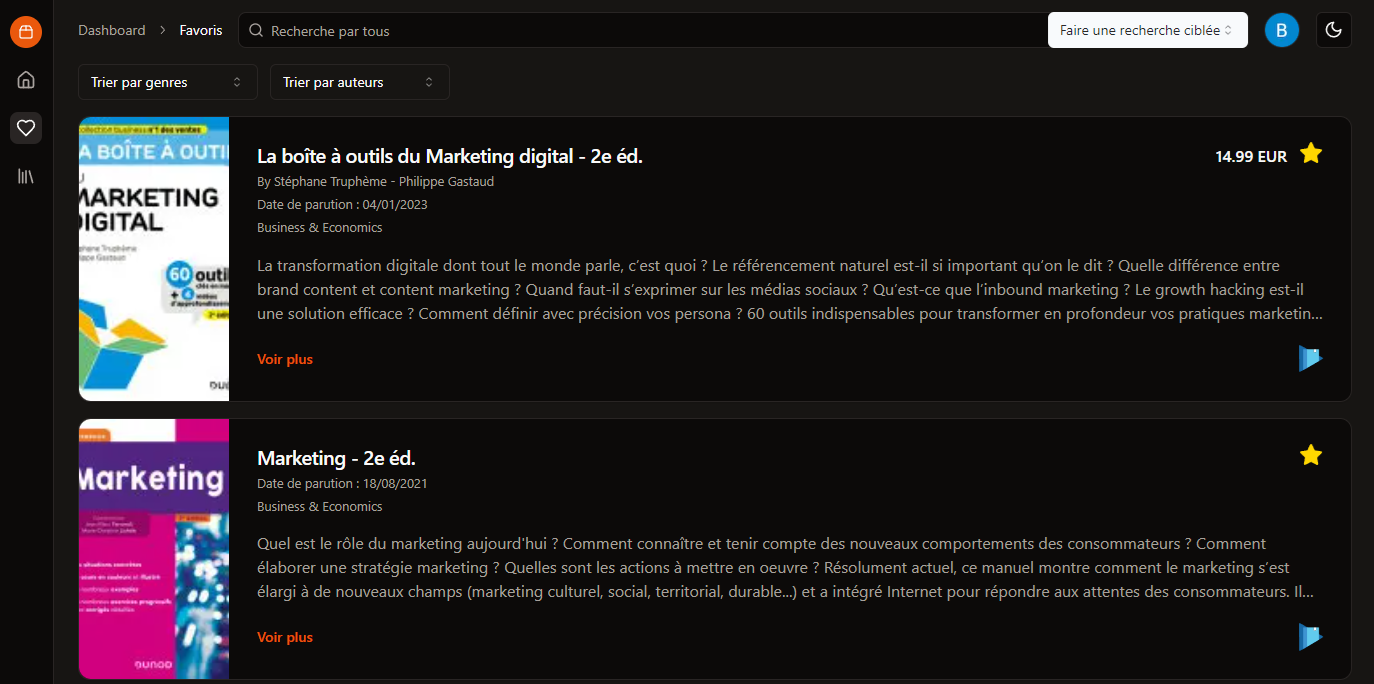 Dashboard > Favoris
Recherche par tous
Faire une recherche ciblée
B
Trier par genres
Trier par auteurs
n°1 des ventes
A BOÎTE À OUTI
MARKETING
DIGITAL
phane Truphème
ippe Gastaud
60 outil
+ 4
La boîte à outils du Marketing digital - 2e éd.
14.99 EUR
By Stéphane Truphème - Philippe Gastaud
Date de parution : 04/01/2023
Business & Economics
La transformation digitale dont tout le monde parle, c’est quoi ? Le référencement naturel est-il si important qu’on le dit ? Quelle différence entre
brand content et content marketing ? Quand faut-il s’exprimer sur les médias sociaux ? Qu’est-ce que l’inbound marketing ? Le growth hacking est-il
une solution efficace ? Comment définir avec précision vos persona ? 60 outils indispensables pour transformer en profondeur vos pratiques marketin...
Voir plus
Marketing
DUNOD
Marketing - 2e éd.
Date de parution : 18/08/2021
Business & Economics
Quel est le rôle du marketing aujourd'hui ? Comment connaître et tenir compte des nouveaux comportements des consommateurs ? Comment
élaborer une stratégie marketing ? Quelles sont les actions à mettre en oeuvre ? Résolument actuel, ce manuel montre comment le marketing s’est
élargi à de nouveaux champs (marketing culturel, social, territorial, durable...) et a intégré Internet pour répondre aux attentes des consommateurs. Il...
Voir plus